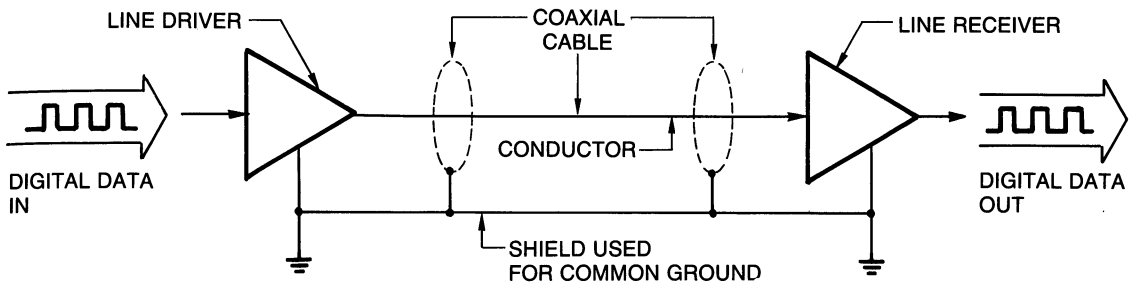 LINE DRIVER
COAXIAL
CABLE
LINE RECEIVER
CONDUCTOR
DIGITAL DATA
IN
DIGITAL DATA
OUT
SHIELD USED
FOR COMMON GROUND